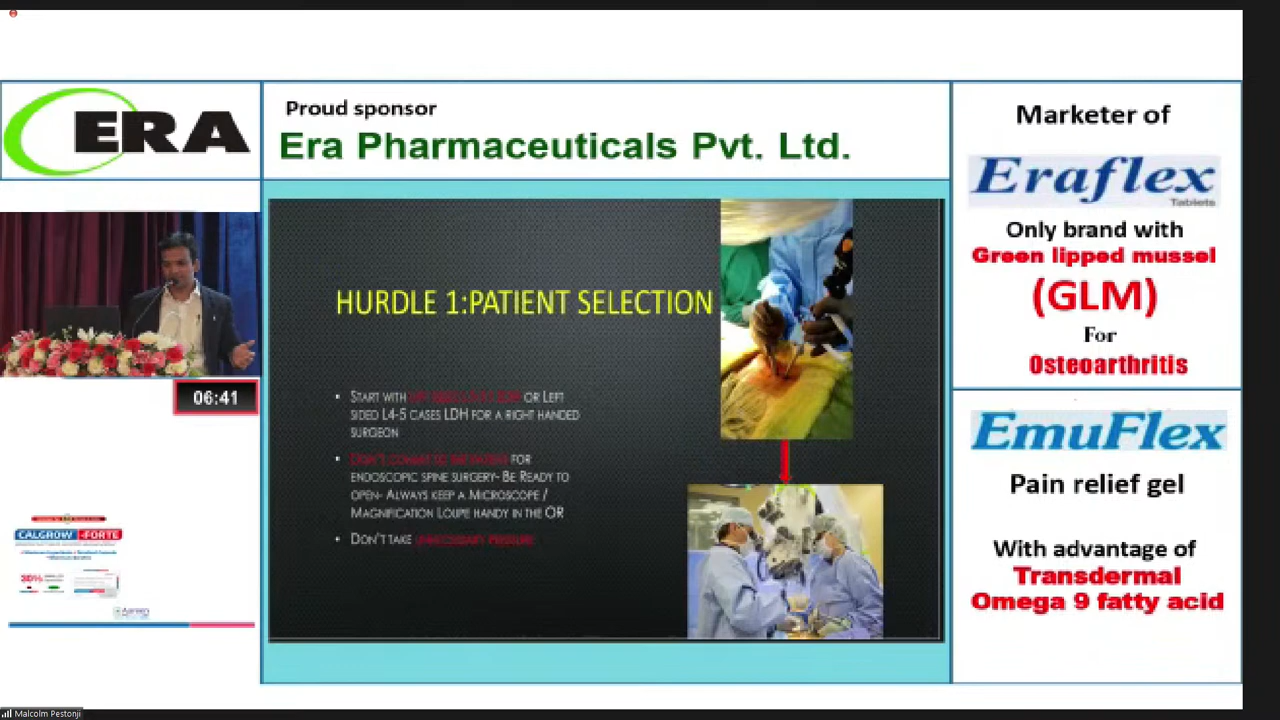 ERA
Proud sponsor
Era Pharmaceuticals Pvt. Ltd.
Marketer of
Eraflex
Tablets
Only brand with
Green lipped mussel
(GLM)
For
Osteoarthritis
EmuFlex
Pain relief gel
With advantage of
Transdermal
Omega 9 fatty acid
HURDLE 1:PATIENT SELECTION
• START WITH OR LEFT
SIDED L4-5 CASES LDH FOR A RIGHT HANDED
SURGEON
• FOR
ENDOSCOPIC SPINE SURGERY- BE READY TO
OPEN- ALWAYS KEEP A MICROSCOPE /
MAGNIFICATION LOUPE HANDY IN THE OR
• DON'T TAKE
06:41
CALGROW -FORTE
30%
Malcolm Pestonji